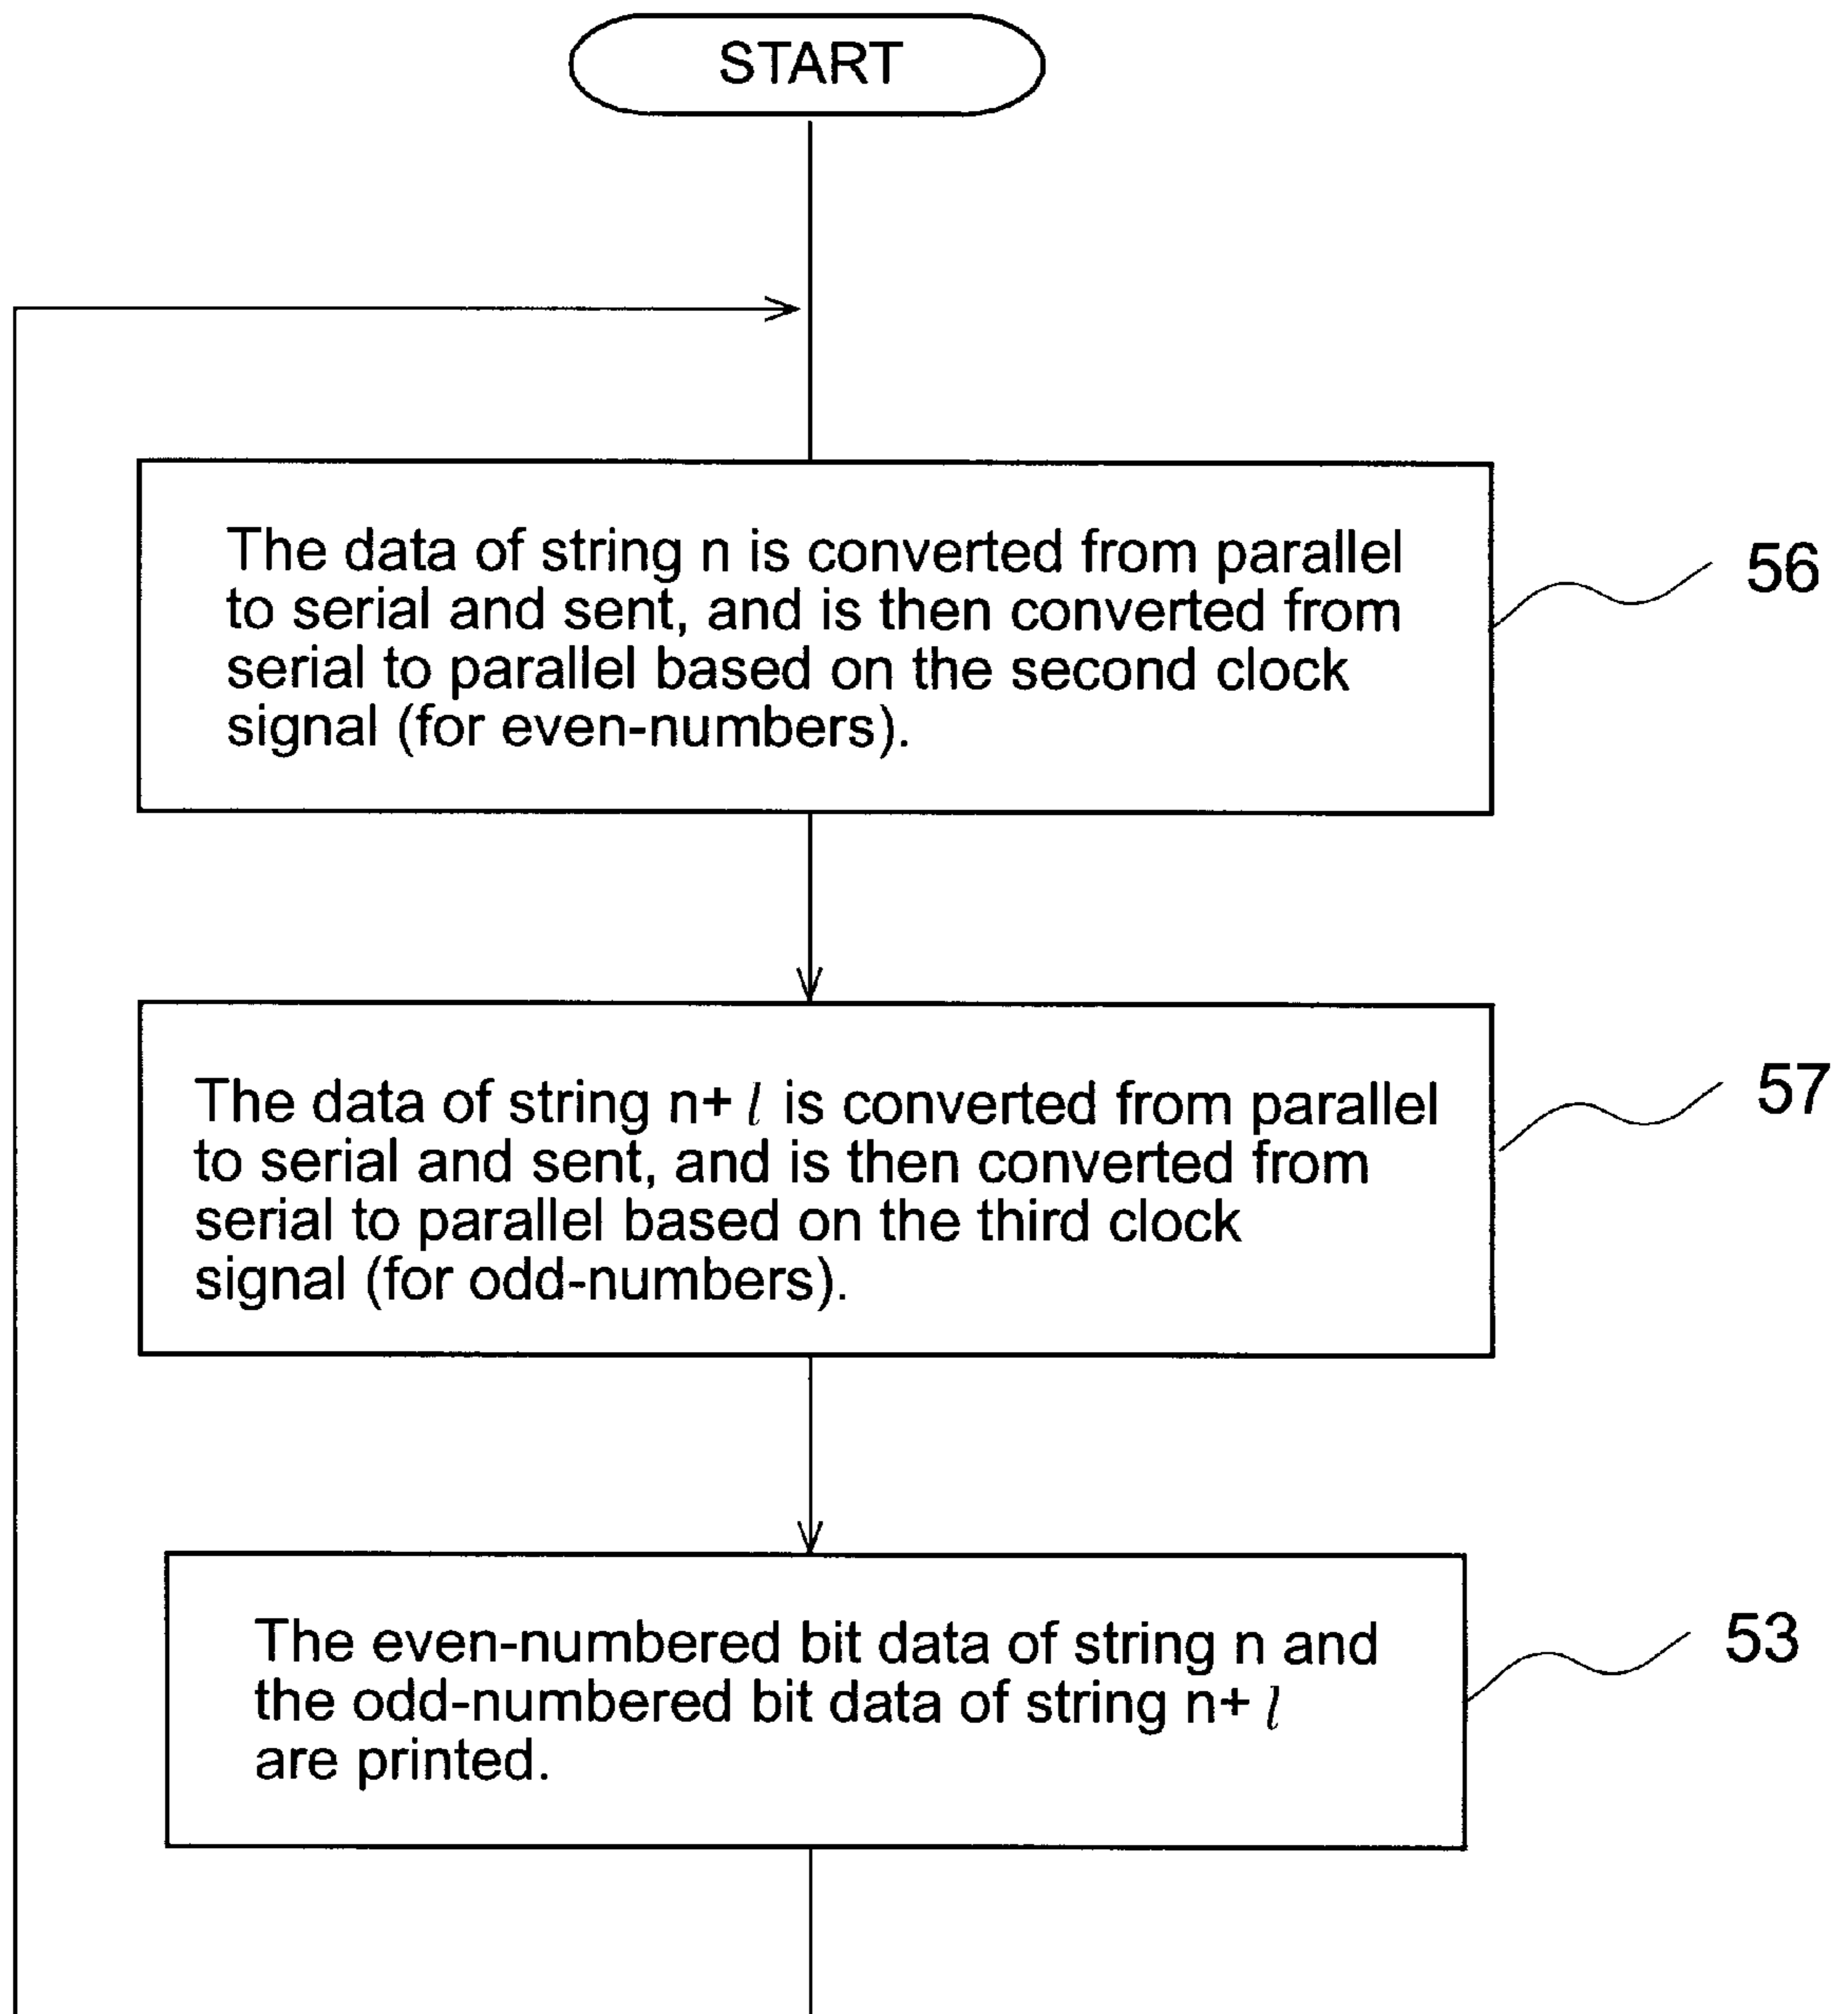 START
The data of string n is converted from parallel
to serial and sent, and is then converted from
serial to parallel based on the second clock
signal (for even-numbers).
56
The data of string n+ l is converted from parallel
to serial and sent, and is then converted from
serial to parallel based on the third clock
signal (for odd-numbers).
57
The even-numbered bit data of string n and
the odd-numbered bit data of string n+ l
are printed.
53